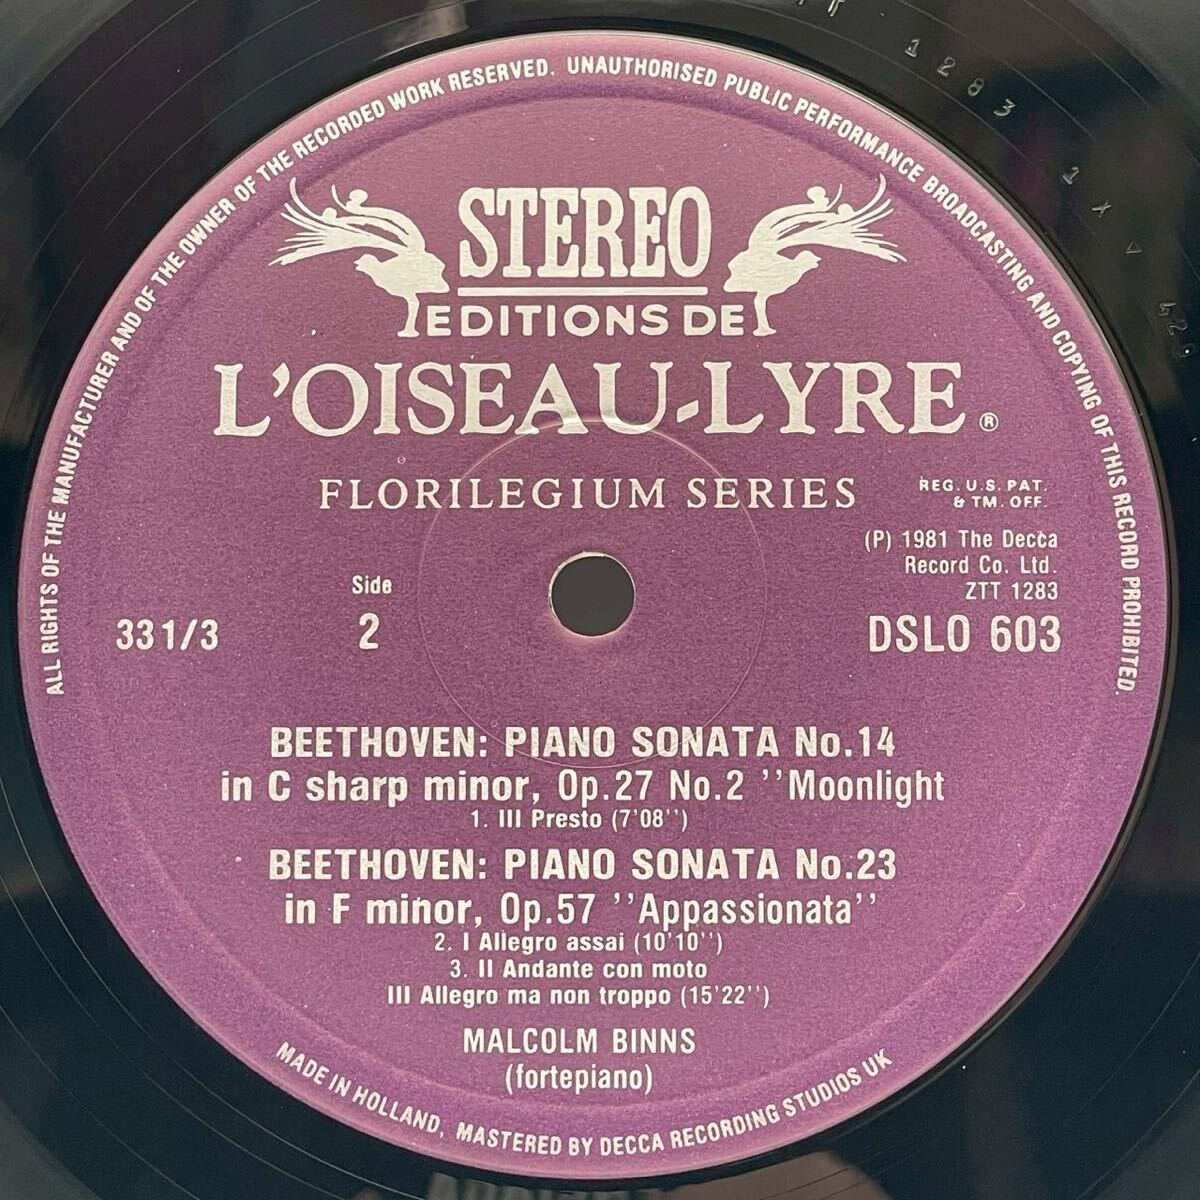 ALL RIGHTS OF THE MANUFACTURER AND OF THE OWNER OF THE RECORDED WORK RESERVED. UNAUTHORISED PUBLIC PERFORMANCE BROADCASTING AND COPYING OF THIS RECORD PROHIBITED.
STEREO
EDITIONS DE
L'OISEAU-LYRE®
FLORILEGIUM SERIES
REG. U.S. PAT.
& TM. OFF.
(P) 1981 The Decca
Record Co. Ltd.
ZTT 1283
Side
33 1/3
2
DSLO 603
BEETHOVEN: PIANO SONATA No.14
in C sharp minor, Op.27 No.2 ''Moonlight
1. III Presto (7'08'')
BEETHOVEN: PIANO SONATA No.23
in F minor, Op.57 ''Appassionata''
2. I Allegro assai (10'10'')
3. II Andante con moto
III Allegro ma non troppo (15'22'')
MALCOLM BINNS
(fortepiano)
MADE IN HOLLAND, MASTERED BY DECCA RECORDING STUDIOS UK
1283